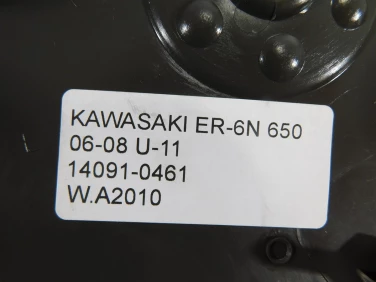 KAWASAKI ER-6N 650
06-08 U-11
14091-0461
W.A2010